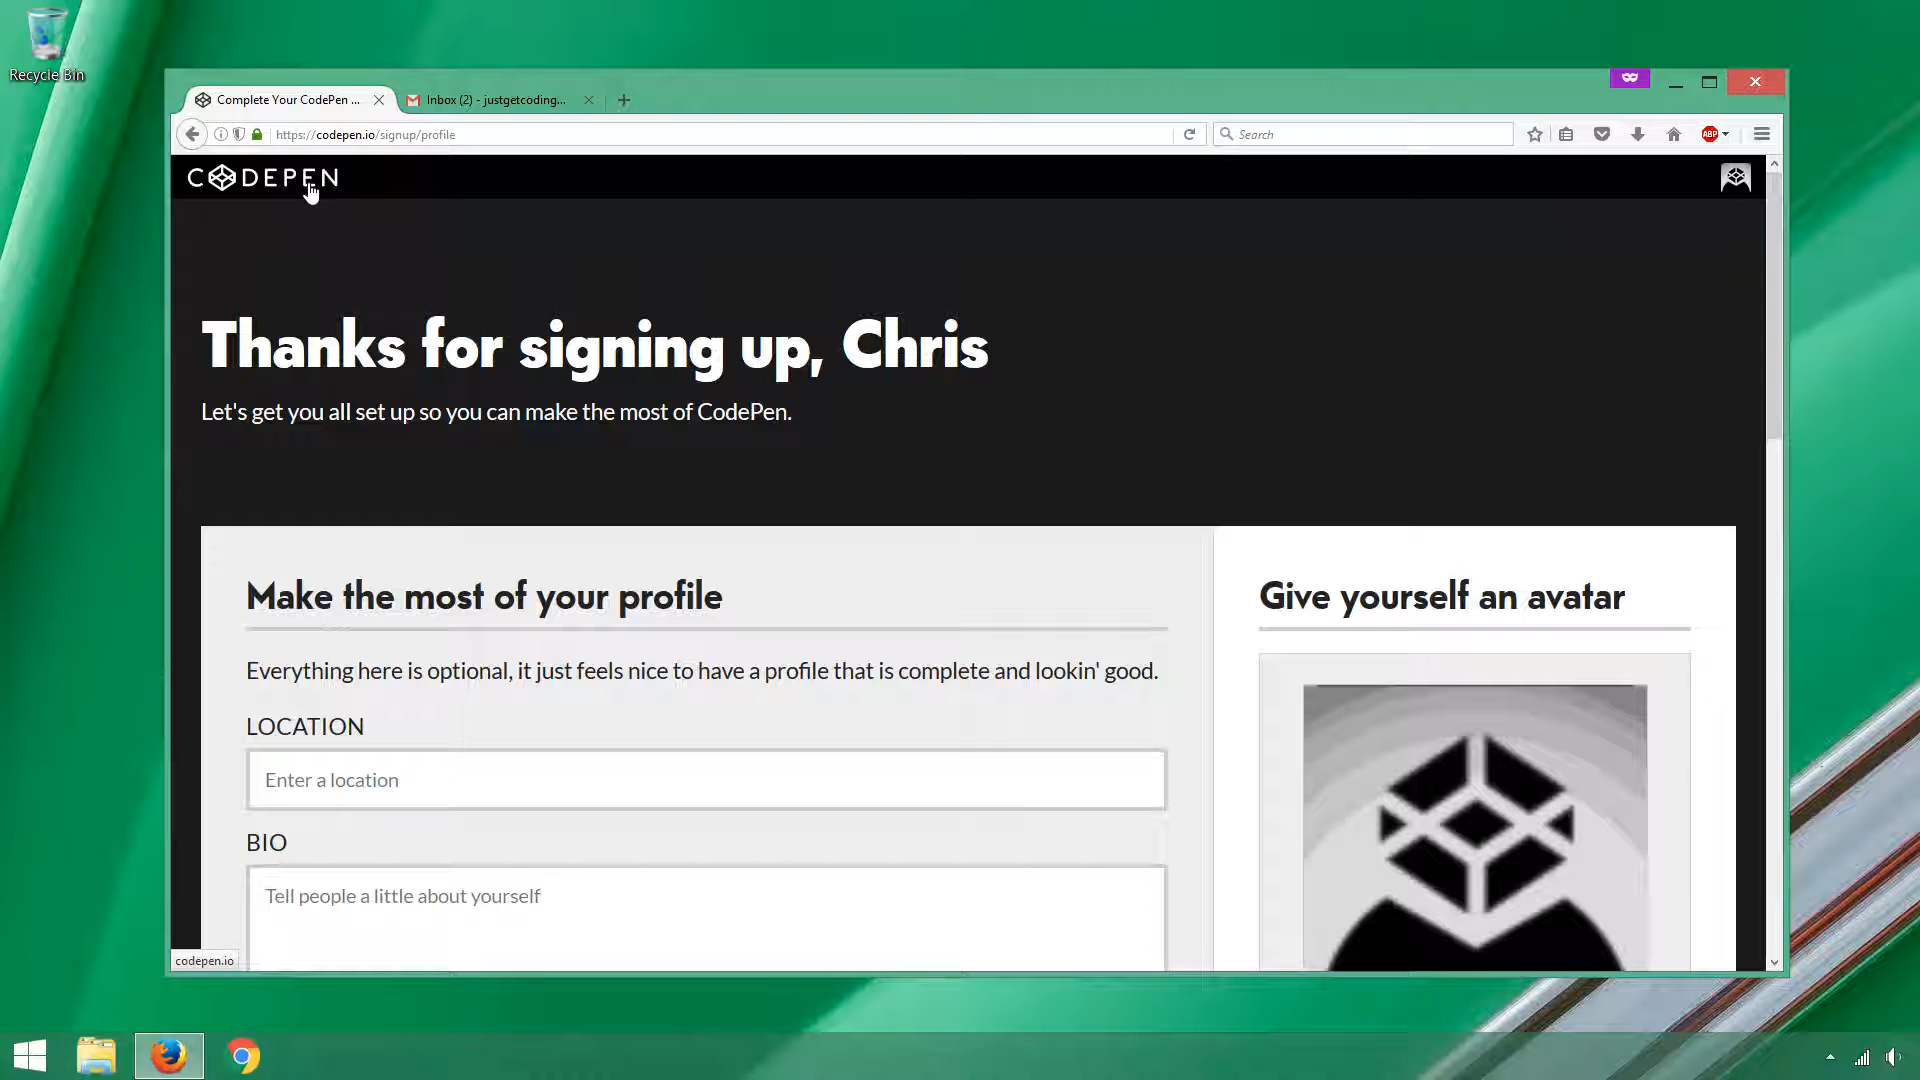 Recycle Bin
Complete Your CodePen ...
Inbox (2) - justgetcoding...
https://codepen.io/signup/profile
Search
ABP
CODEPEN
Thanks for signing up, Chris
Let's get you all set up so you can make the most of CodePen.
Make the most of your profile
Everything here is optional, it just feels nice to have a profile that is complete and lookin' good.
LOCATION
Enter a location
BIO
Tell people a little about yourself
Give yourself an avatar
codepen.io